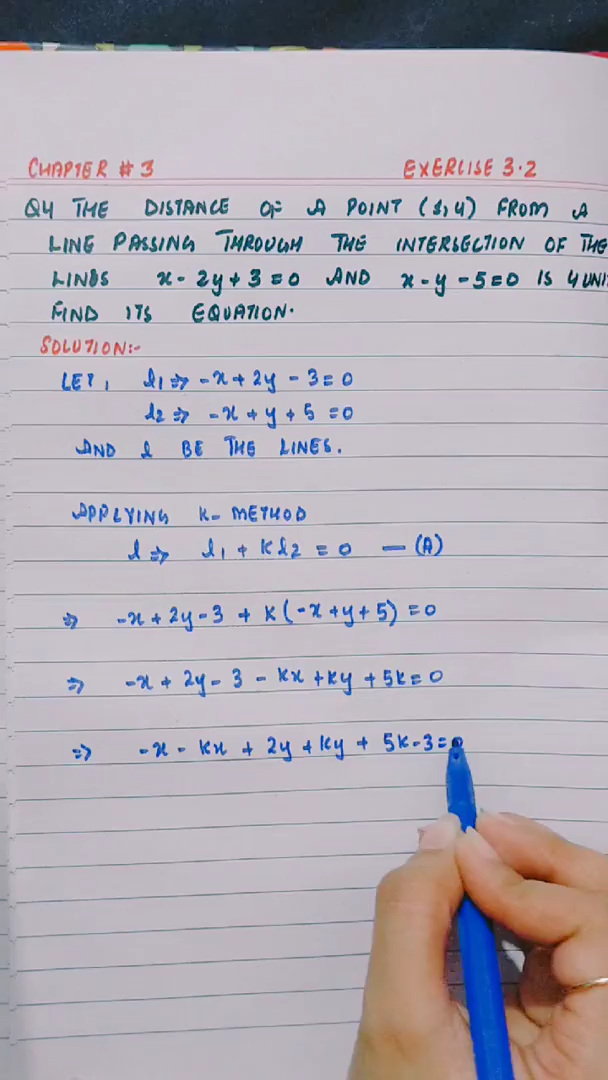 CHAPTER # 3 EXERCISE 3.2
Q4 THE DISTANCE OF A POINT (1,4) FROM A
LINE PASSING THROUGH THE INTERSECTION OF THE
LINES x - 2y + 3 = 0 AND x - y - 5 = 0 IS 4 UNI
FIND ITS EQUATION.
SOLUTION:-
LET, l1 => -x + 2y - 3 = 0
l2 => -x + y + 5 = 0
AND l BE THE LINES.
APPLYING K- METHOD
l => l1 + Kl2 = 0 — (A)
=> -x + 2y - 3 + K(-x + y + 5) = 0
=> -x + 2y - 3 - Kx + Ky + 5K = 0
=> -x - Kx + 2y + Ky + 5K - 3 = 0